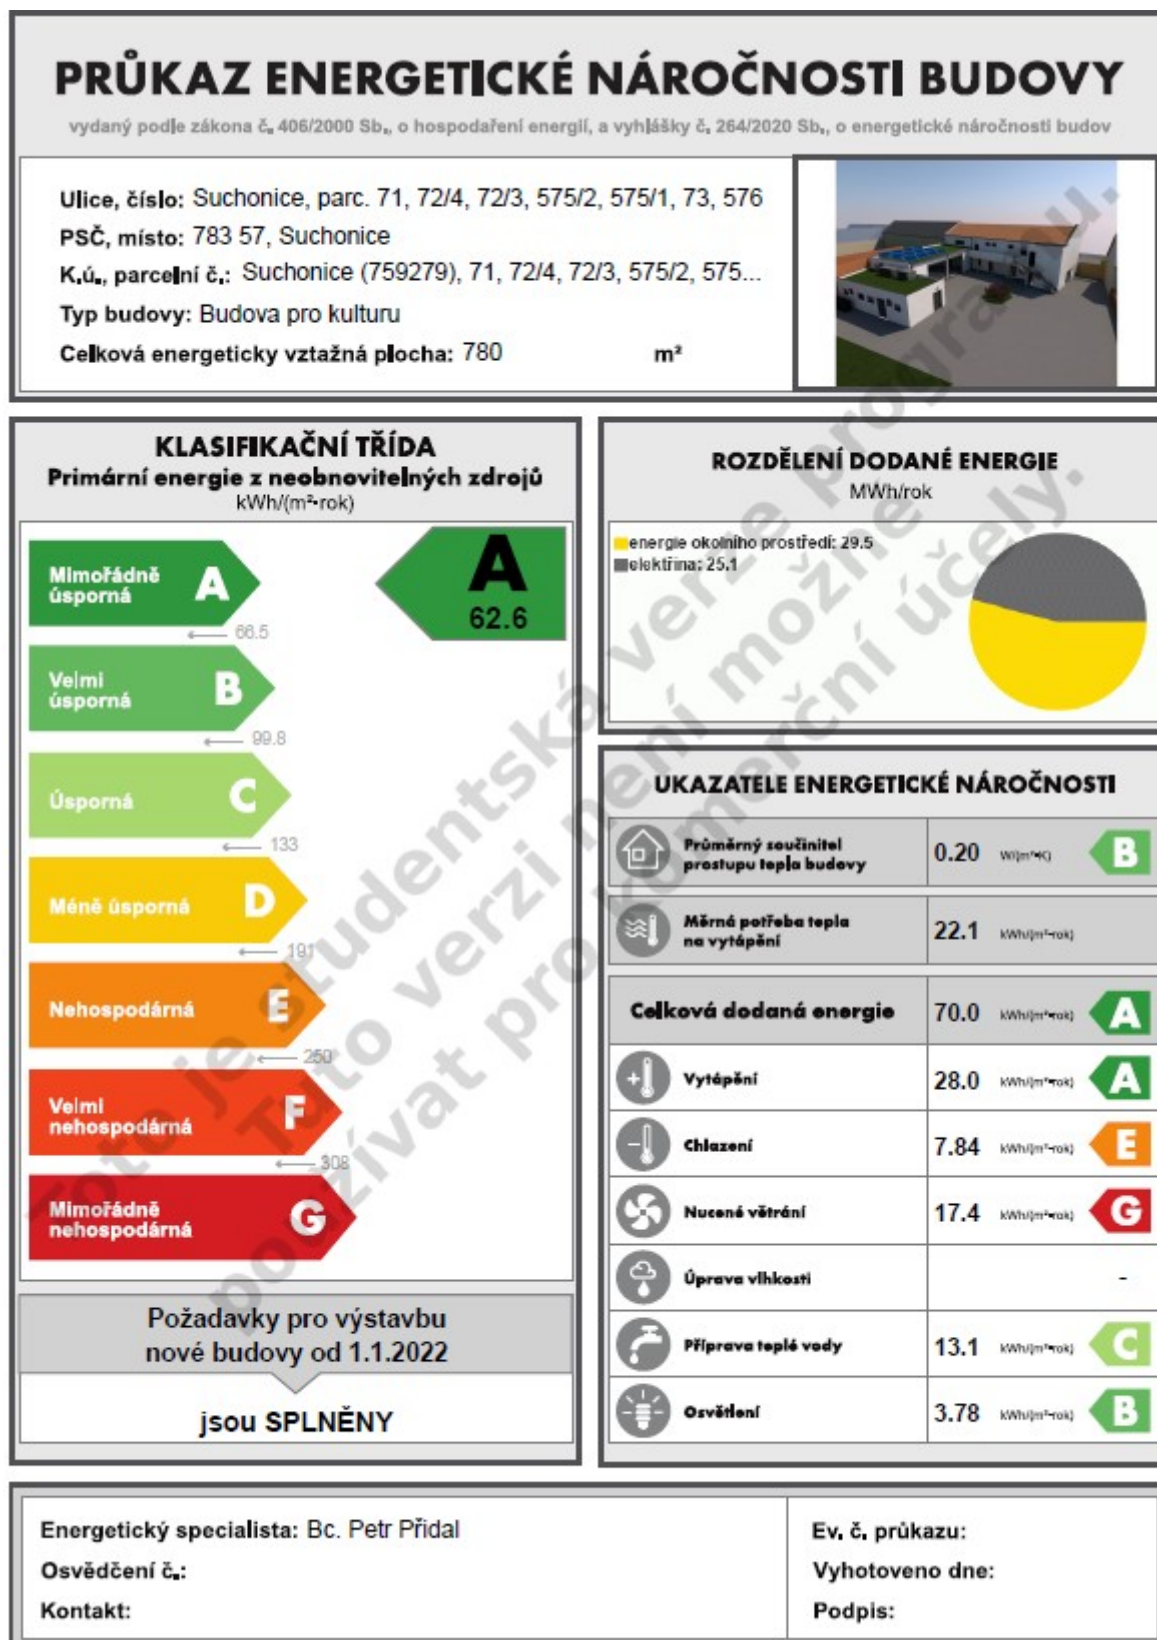 PRŮKAZ ENERGETICKÉ NÁROČNOSTI BUDOVY
vydaný podle zákona č. 406/2000 Sb., o hospodaření energií, a vyhlášky č. 264/2020 Sb., o energetické náročnosti budov
Ulice, číslo: Suchonice, parc. 71, 72/4, 72/3, 575/2, 575/1, 73, 576
PSČ, místo: 783 57, Suchonice
K.ú., parcelní č.: Suchonice (759279), 71, 72/4, 72/3, 575/2, 575...
Typ budovy: Budova pro kulturu
Celková energeticky vztažná plocha: 780 m²
KLASIFIKAČNÍ TŘÍDA
Primární energie z neobnovitelných zdrojů
kWh/(m²·rok)
Mimořádně
úsporná A
A
62.6
66.5
Velmi
úsporná B
99.8
Úsporná C
133
Méně úsporná D
191
Nehospodárná E
250
Velmi
nehospodárná F
308
Mimořádně
nehospodárná G
Požadavky pro výstavbu
nové budovy od 1.1.2022
jsou SPLNĚNY
ROZDĚLENÍ DODANÉ ENERGIE
MWh/rok
energie okolního prostředí: 29.5
elektřina: 25.1
UKAZATELE ENERGETICKÉ NÁROČNOSTI
Průměrný součinitel
prostupu tepla budovy 0.20 W/(m²·K) B
Měrná potřeba tepla
na vytápění 22.1 kWh/(m²·rok)
Celková dodaná energie 70.0 kWh/(m²·rok) A
Vytápění 28.0 kWh/(m²·rok) A
Chlazení 7.84 kWh/(m²·rok) E
Nucené větrání 17.4 kWh/(m²·rok) G
Úprava vlhkosti -
Příprava teplé vody 13.1 kWh/(m²·rok) C
Osvětlení 3.78 kWh/(m²·rok) B
Energetický specialista: Bc. Petr Přidal
Osvědčení č.:
Kontakt:
Ev. č. průkazu:
Vyhotoveno dne:
Podpis:
Toto je studentská verze programu.
Tuto verzi není možné
používat pro komerční účely.